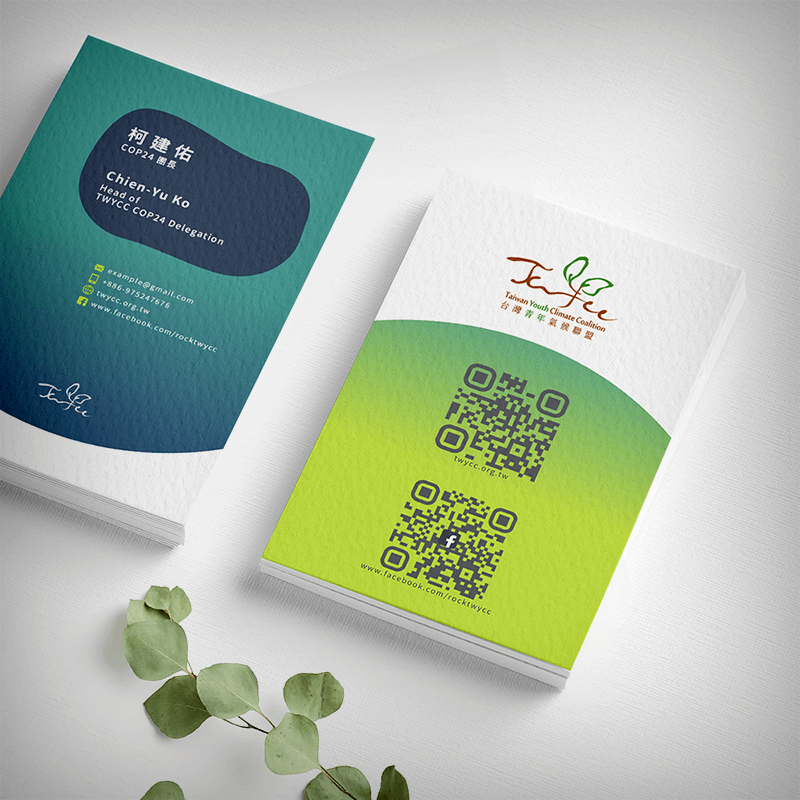 柯建佑
COP24 團長
Chien-Yu Ko
Head of
TWYCC COP24 Delegation
example@gmail.com
+886-975247676
twycc.org.tw
www.facebook.com/rocktwycc
Taiwan Youth Climate Coalition
台灣青年氣候聯盟
twycc.org.tw
f
www.facebook.com/rocktwycc